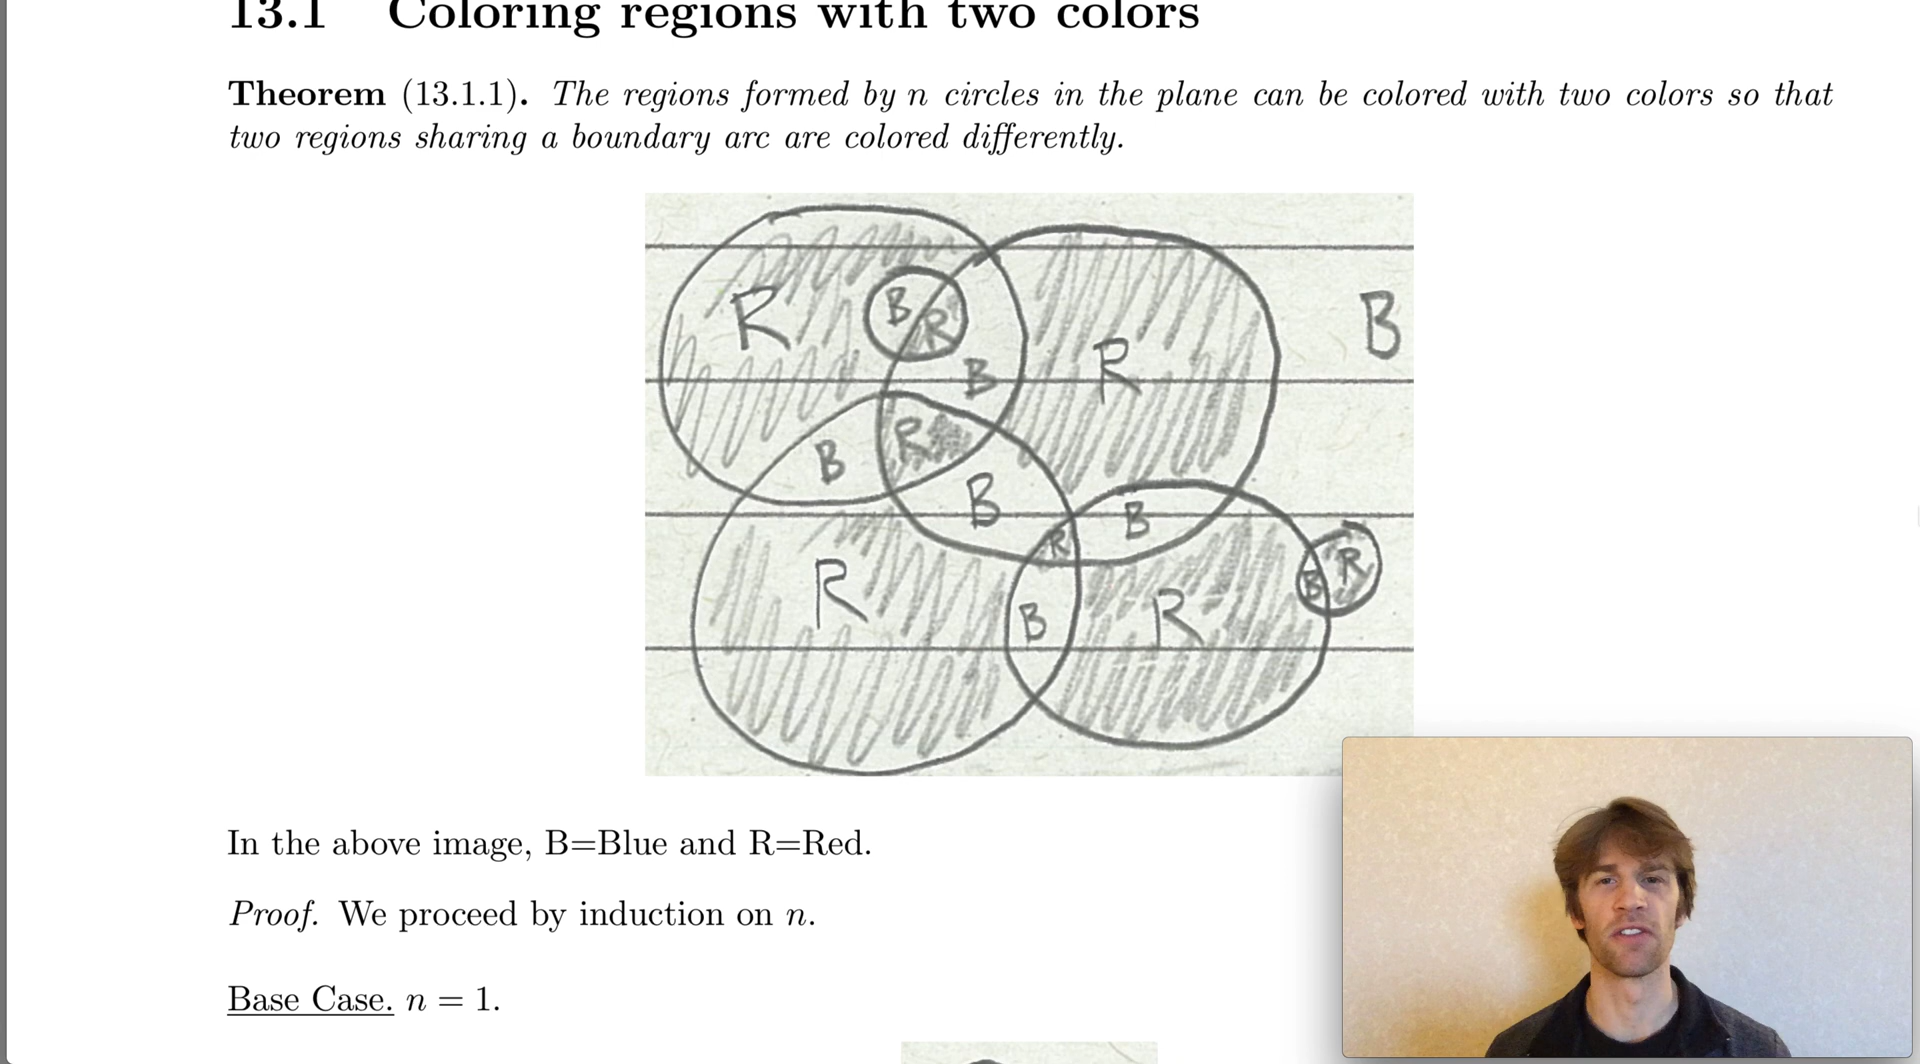 13.1 Coloring regions with two colors
Theorem (13.1.1). The regions formed by n circles in the plane can be colored with two colors so that
two regions sharing a boundary arc are colored differently.
R
B
R
B
R
B
B
R
B
B
R
R
B
R
B
R
B
R
In the above image, B=Blue and R=Red.
Proof. We proceed by induction on n.
Base Case. n = 1.